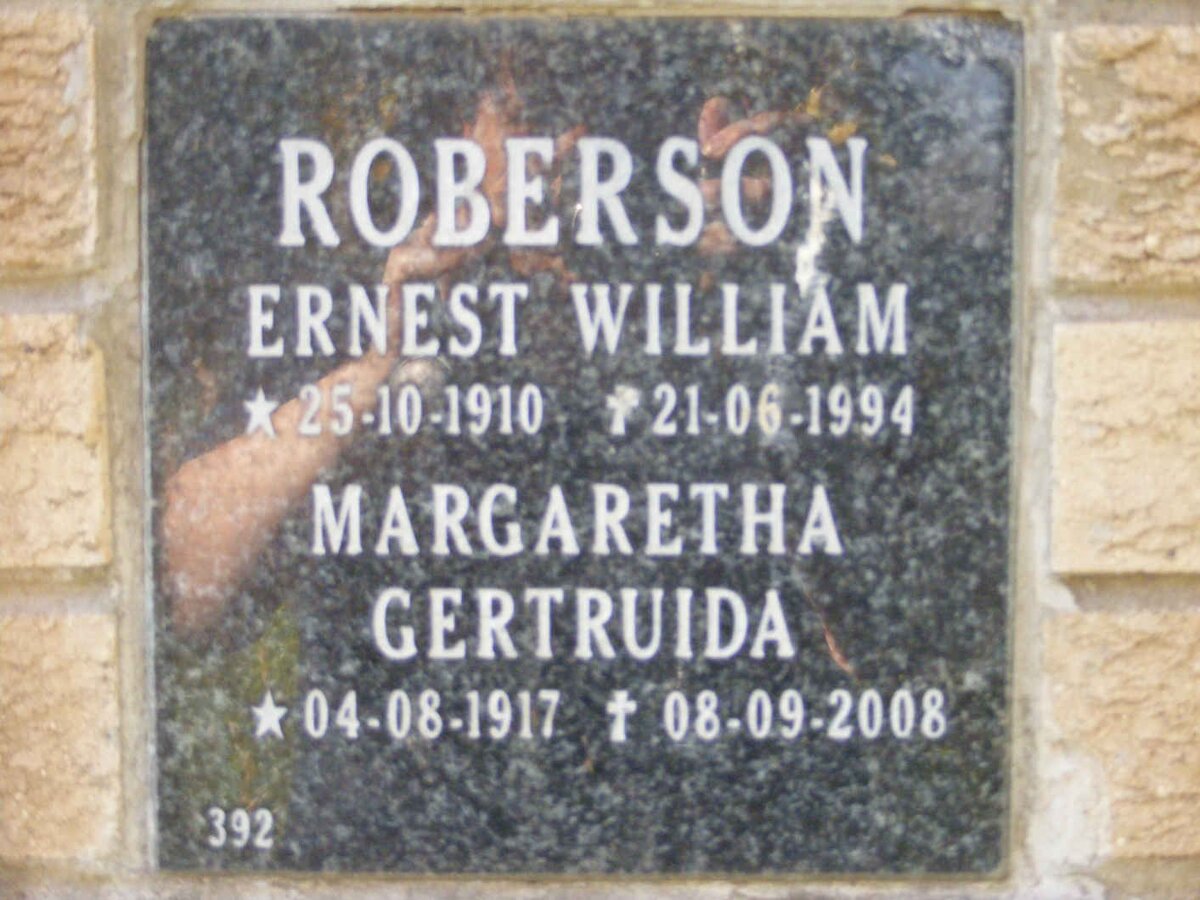 ROBERSON
ERNEST WILLIAM
★ 25-10-1910 ✝ 21-06-1994
MARGARETHA
GERTRUIDA
★ 04-08-1917 ✝ 08-09-2008
392